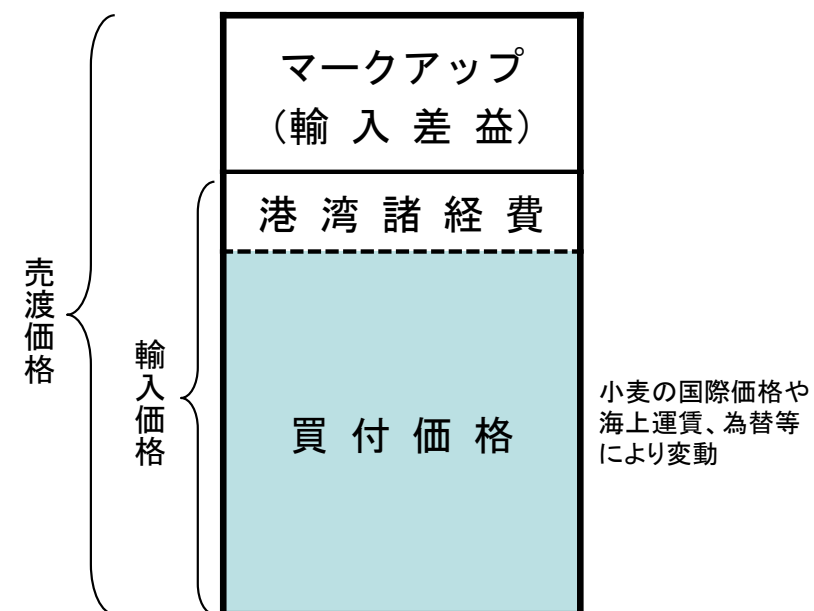 マークアップ
（輸 入 差 益）
港 湾 諸 経 費
売渡価格
輸入価格
買 付 価 格
小麦の国際価格や
海上運賃、為替等
により変動